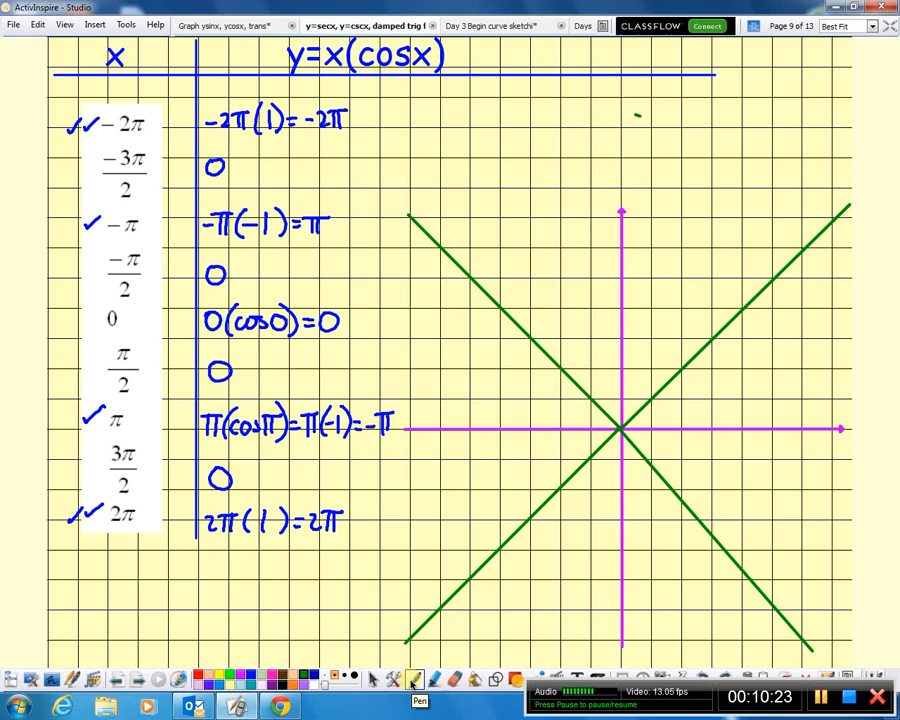 ActivInspire - Studio
File Edit View Insert Tools Help
Graph ysinx, ycosx, trans* y=secx, y=cscx, damped trig f Day 3 Begin curve sketchi* Days CLASSFLOW Connect Page 9 of 13 Best Fit
x y=x(cosx)
-2π -2π(1)=-2π
-3π/2 0
-π -π(-1)=π
-π/2 0
0 0(cos0)=0
π/2 0
π π(cosπ)=π(-1)=-π
3π/2 0
2π 2π(1)=2π
Pen
Audio Video: 13.05 fps 00:10:23
Press Pause to pause/resume